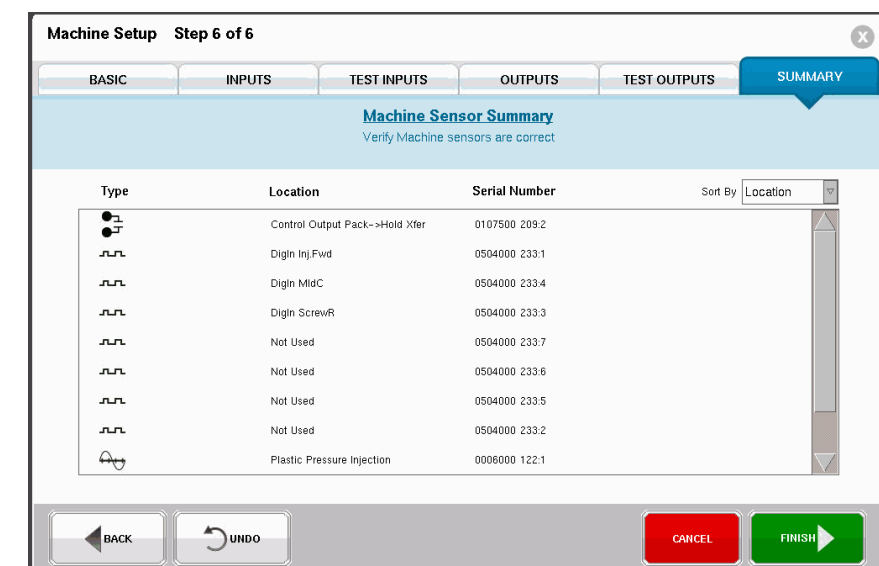 Machine Setup Step 6 of 6
X
BASIC INPUTS TEST INPUTS OUTPUTS TEST OUTPUTS SUMMARY
Machine Sensor Summary
Verify Machine sensors are correct
Type Location Serial Number Sort By Location
Control Output Pack->Hold Xfer 0107500 209:2
DigIn Inj.Fwd 0504000 233:1
DigIn MldC 0504000 233:4
DigIn ScrewR 0504000 233:3
Not Used 0504000 233:7
Not Used 0504000 233:6
Not Used 0504000 233:5
Not Used 0504000 233:2
Plastic Pressure Injection 0006000 122:1
BACK UNDO CANCEL FINISH